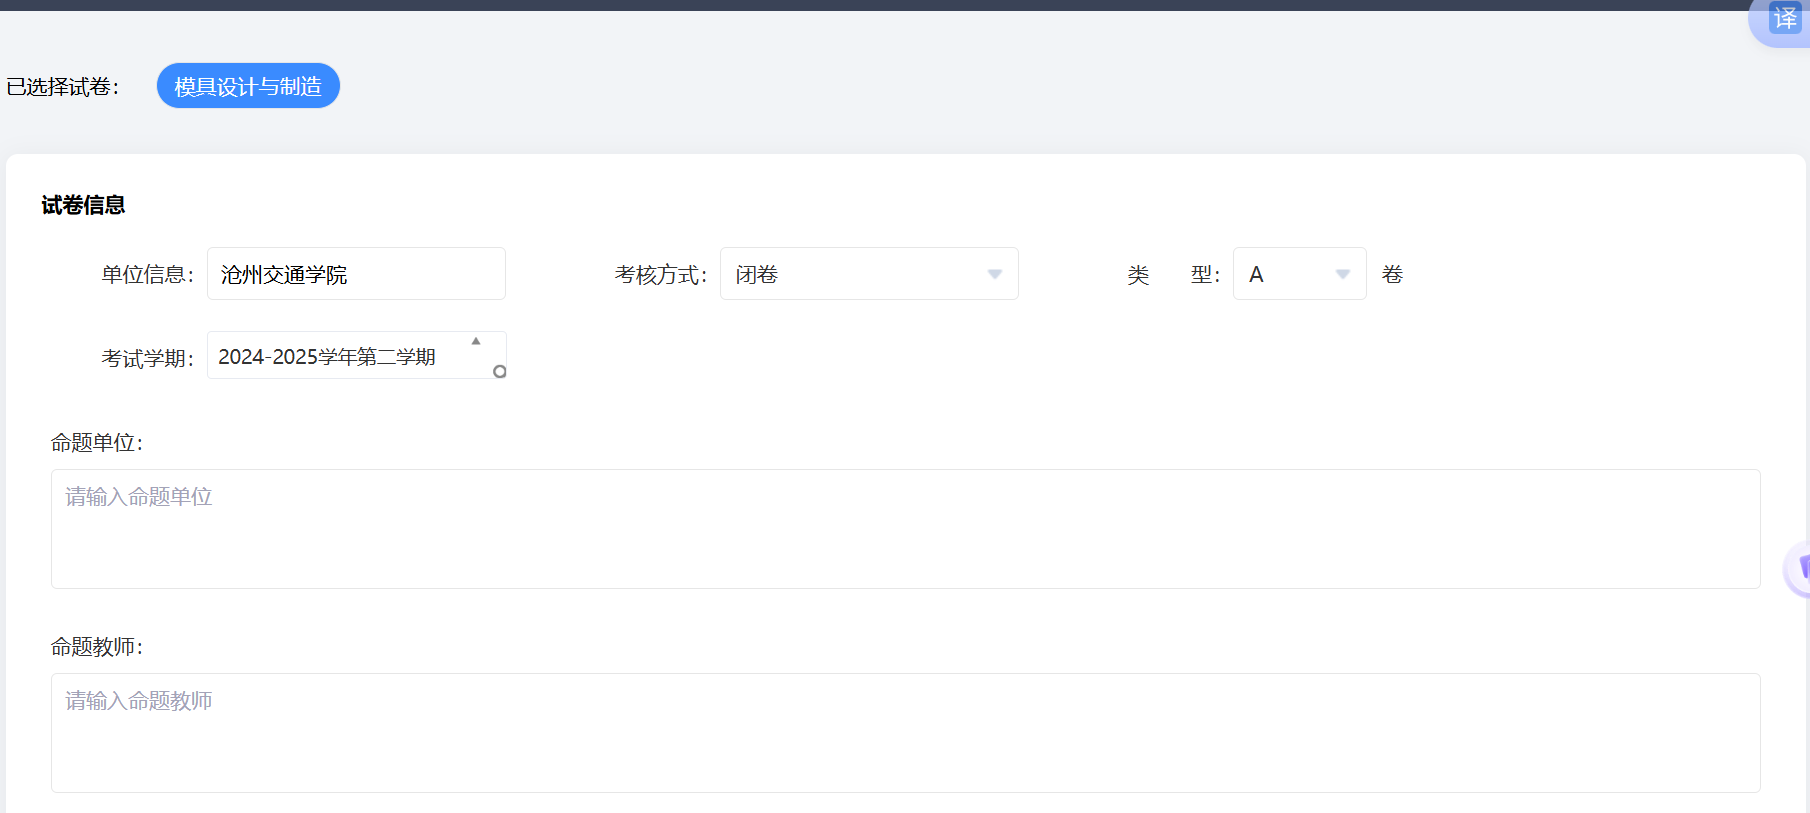 译
已选择试卷： 模具设计与制造
试卷信息
单位信息： 沧州交通学院 考核方式： 闭卷 类 型： A 卷
考试学期： 2024-2025学年第二学期
命题单位：
请输入命题单位
命题教师：
请输入命题教师